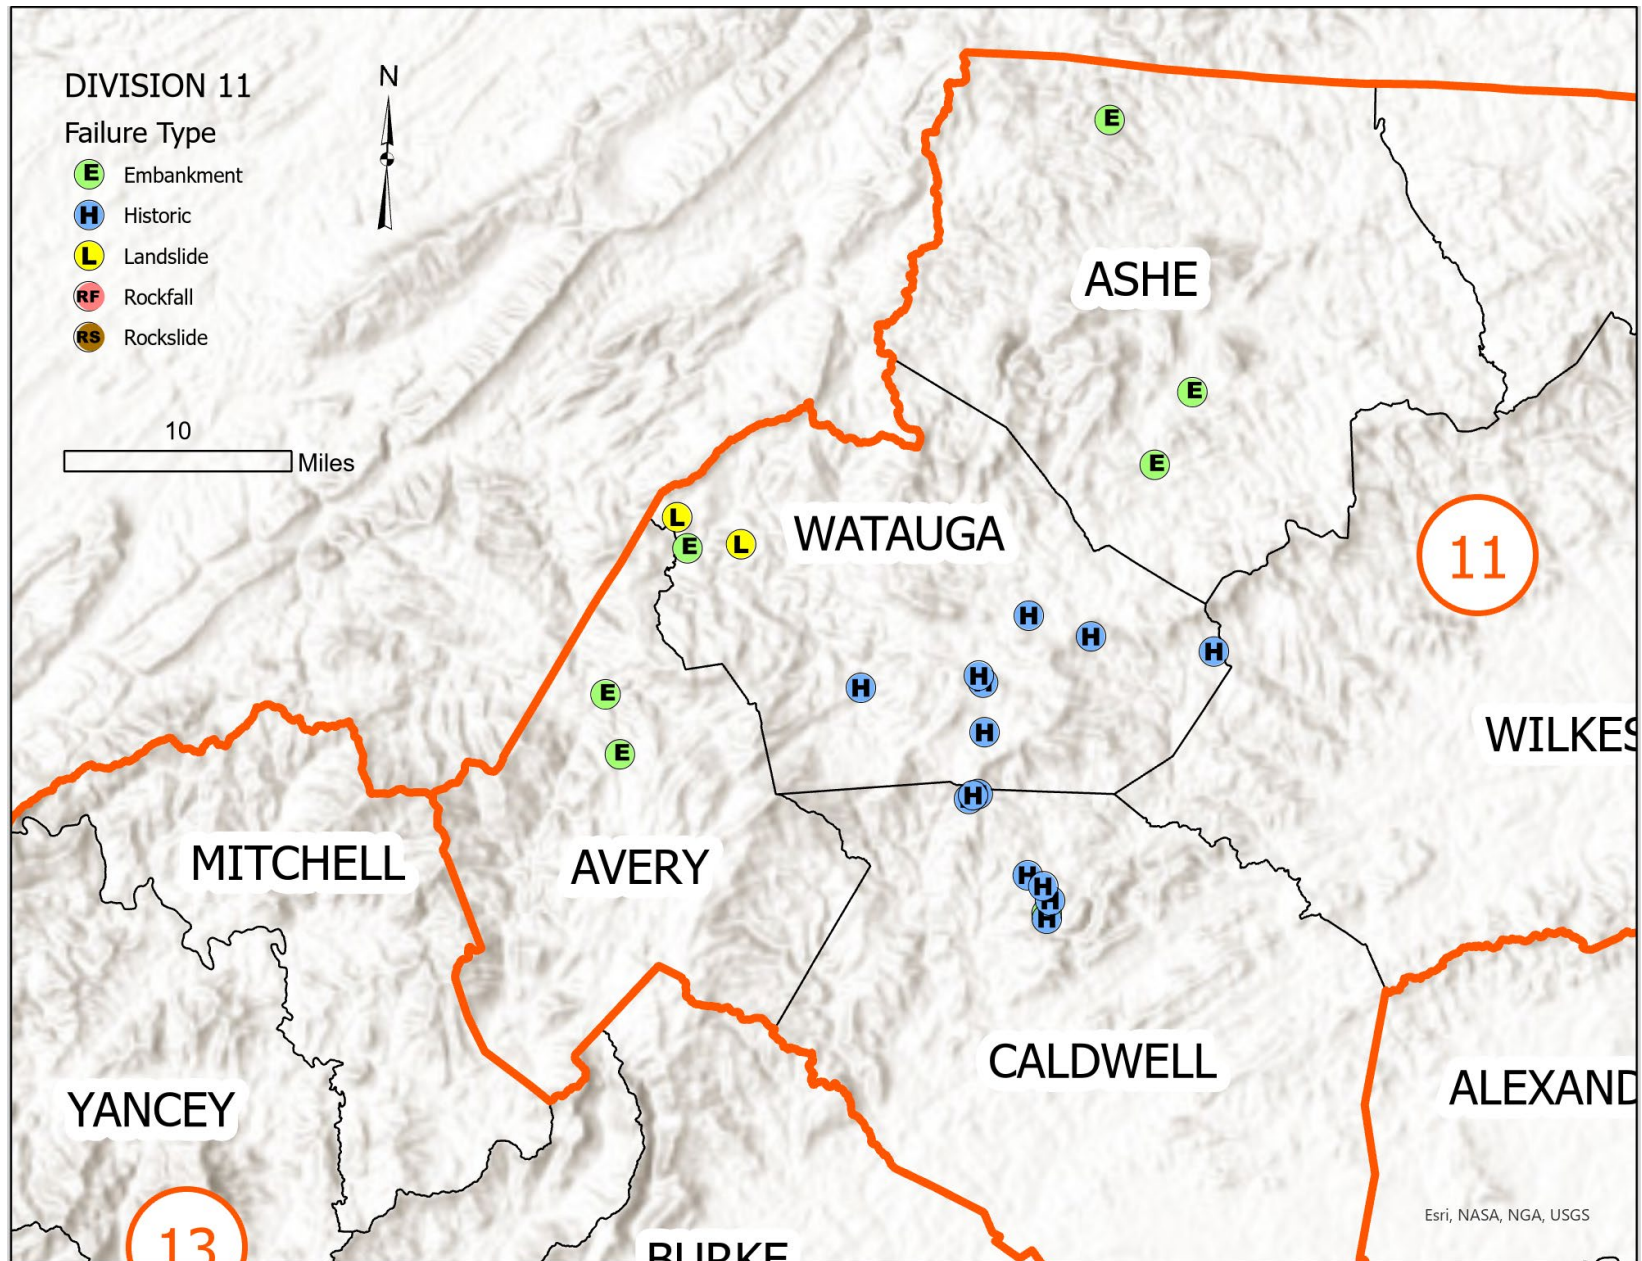 DIVISION 11
Failure Type
E Embankment
H Historic
L Landslide
RF Rockfall
RS Rockslide
N
10
Miles
E
ASHE
E
E
L
E
L
WATAUGA
11
H
H
H
E
H
H
H
WILKES
E
H
MITCHELL
AVERY
H
H
H
H
CALDWELL
ALEXAND
YANCEY
Esri, NASA, NGA, USGS
13
BURKE